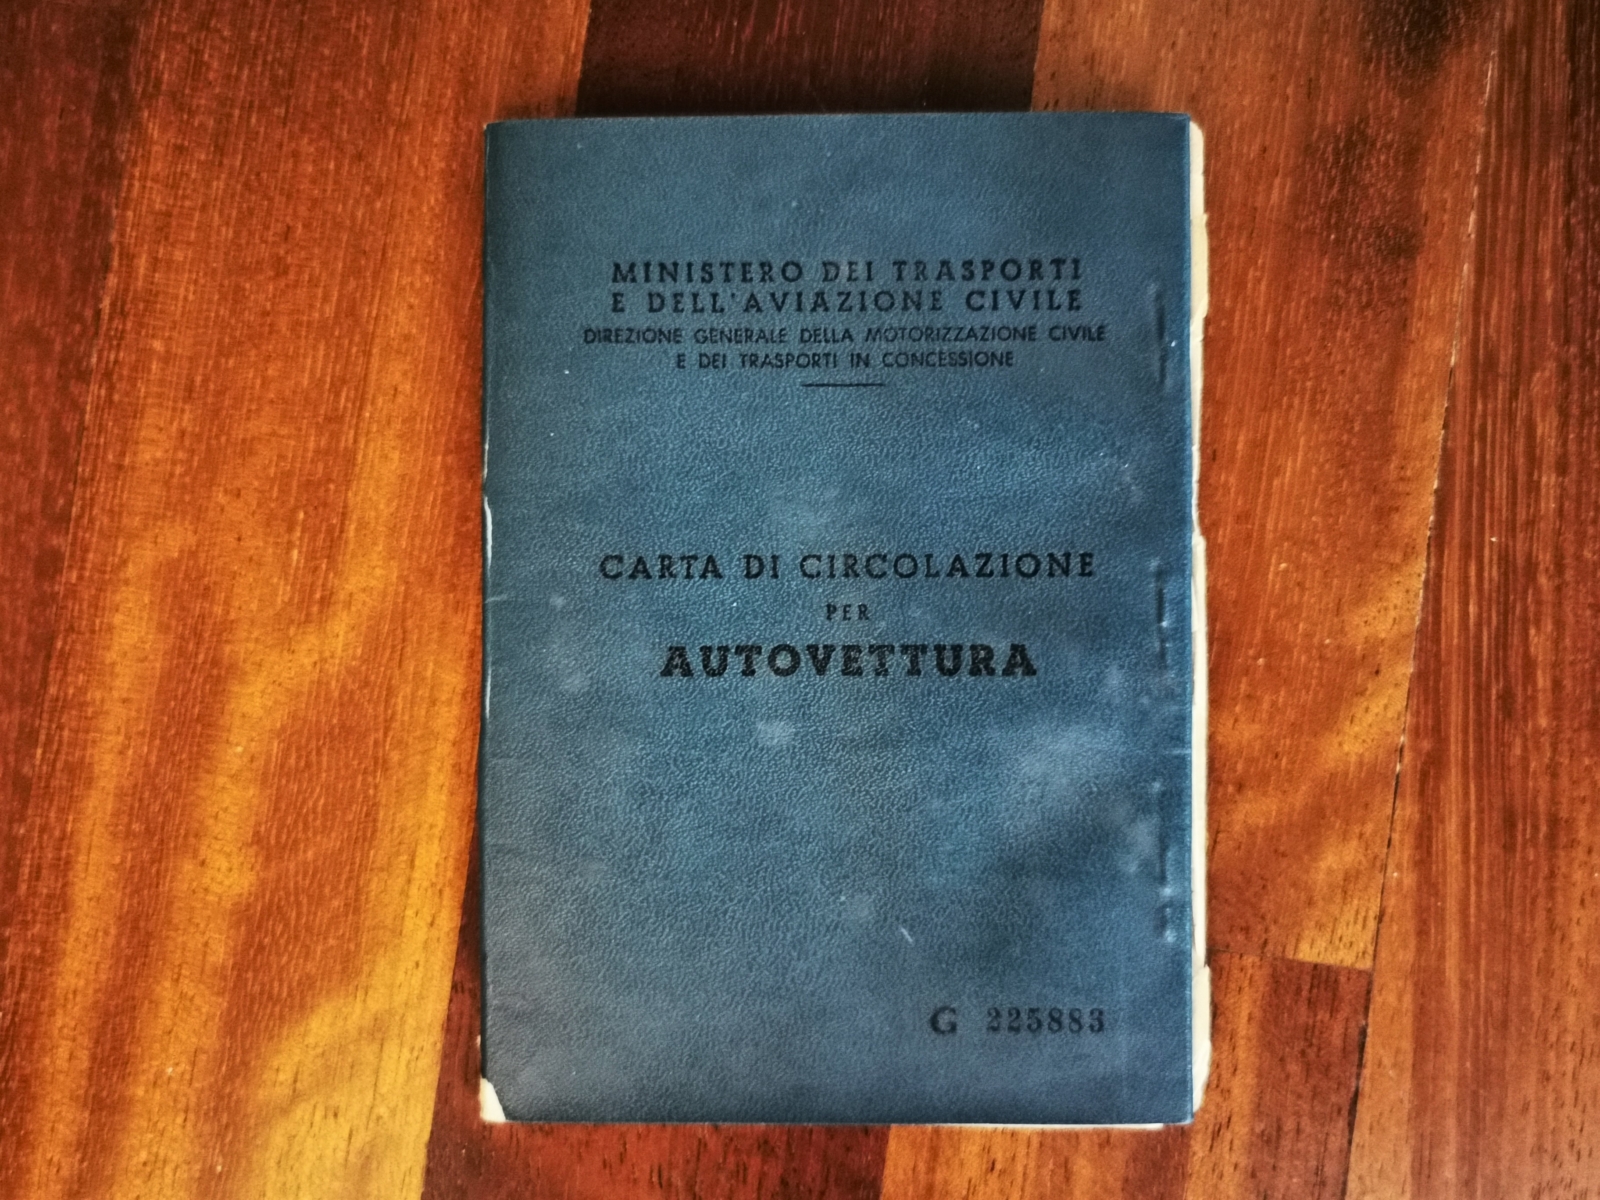 MINISTERO DEI TRASPORTI
E DELL'AVIAZIONE CIVILE
DIREZIONE GENERALE DELLA MOTORIZZAZIONE CIVILE
E DEI TRASPORTI IN CONCESSIONE
CARTA DI CIRCOLAZIONE
PER
AUTOVETTURA
G 225883